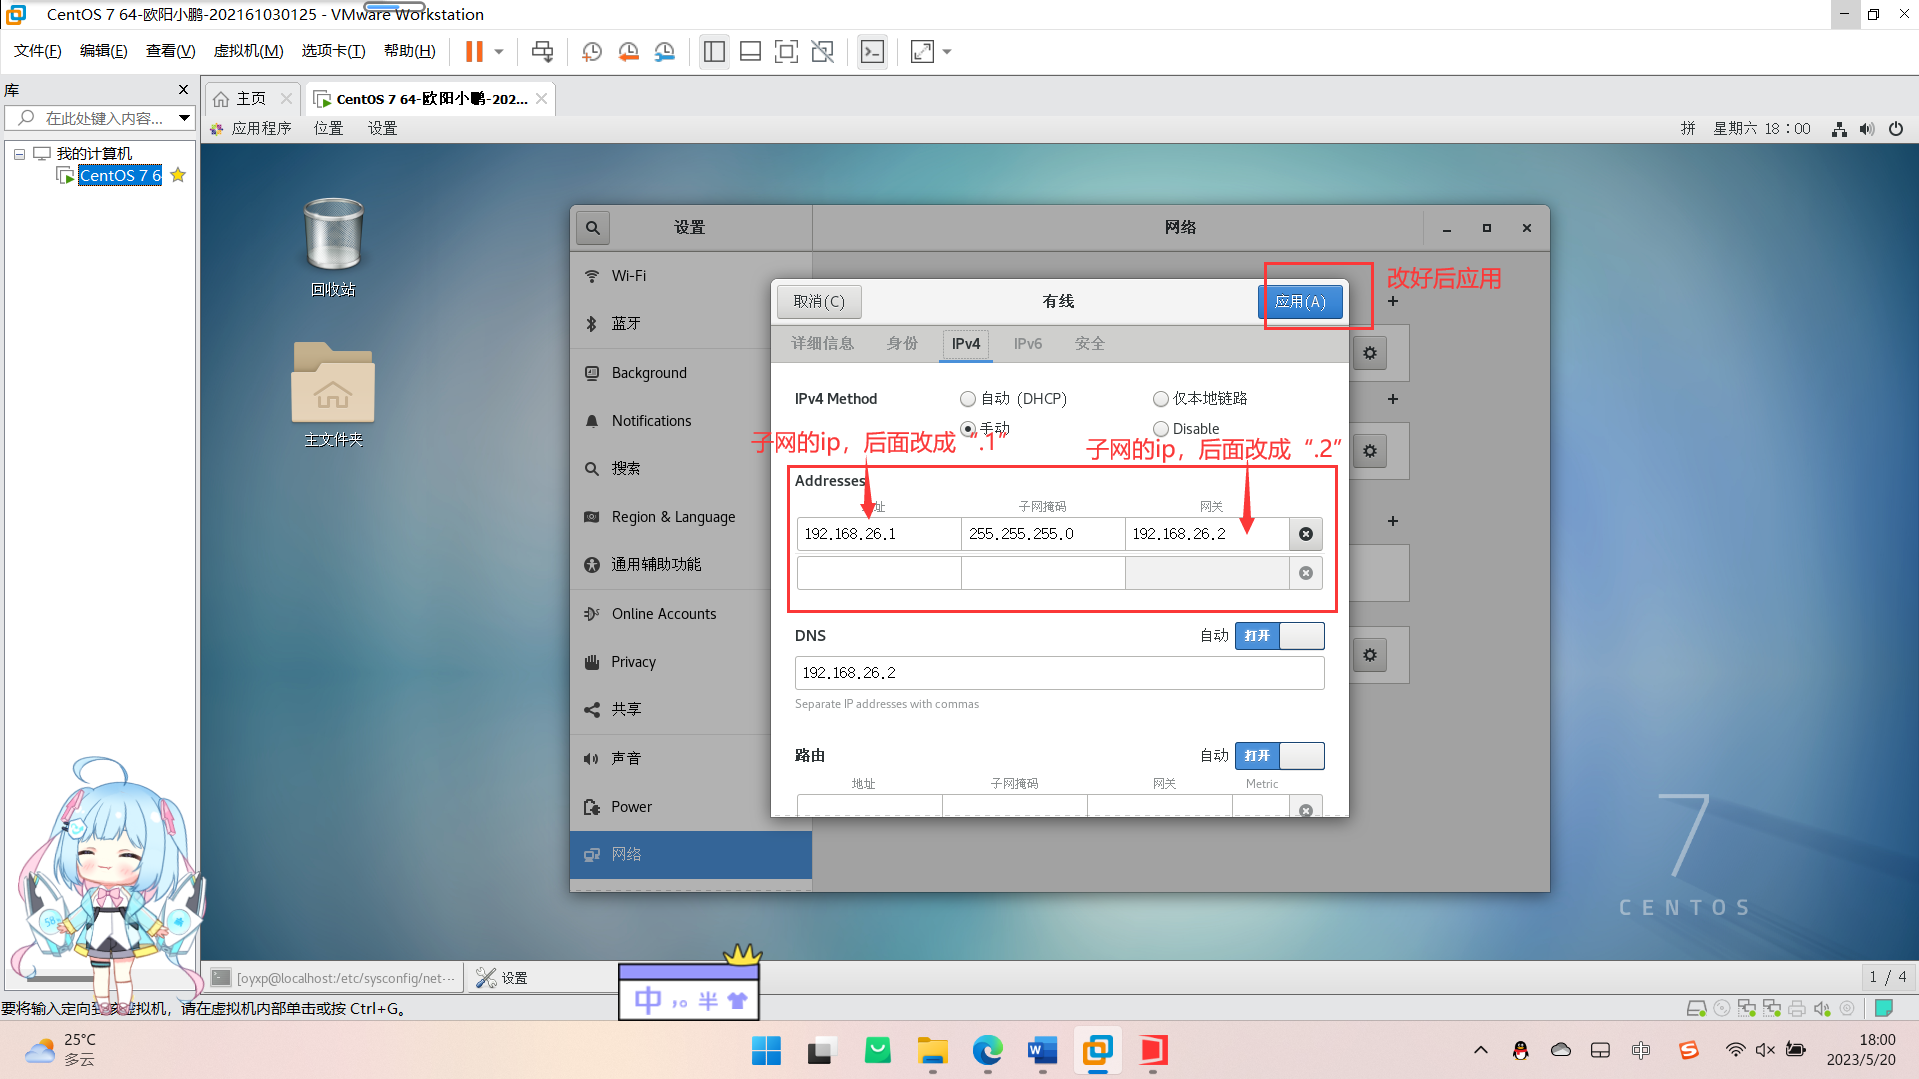 CentOS 7 64-欧阳小鹏-202161030125 - VMware Workstation
文件(F) 编辑(E) 查看(V) 虚拟机(M) 选项卡(T) 帮助(H)
库
在此处键入内容...
我的计算机
CentOS 7 6
主页
CentOS 7 64-欧阳小鹏-202...
应用程序 位置 设置
拼 星期六 18：00
回收站
主文件夹
设置
网络
Wi-Fi
蓝牙
Background
Notifications
搜索
Region & Language
通用辅助功能
Online Accounts
Privacy
共享
声音
Power
网络
取消(C)
有线
应用(A)
改好后应用
详细信息 身份 IPv4 IPv6 安全
IPv4 Method
自动 (DHCP)
仅本地链路
手动
Disable
子网的ip，后面改成“.1”
子网的ip，后面改成“.2”
Addresses
址 子网掩码 网关
192.168.26.1 255.255.255.0 192.168.26.2
DNS
自动 打开
192.168.26.2
Separate IP addresses with commas
路由
自动 打开
地址 子网掩码 网关 Metric
7
CENTOS
[oyxp@localhost:/etc/sysconfig/net···
设置
1 / 4
中 ,。半
要将输入定向到该虚拟机，请在虚拟机内部单击或按 Ctrl+G。
25°C
多云
中
18:00
2023/5/20